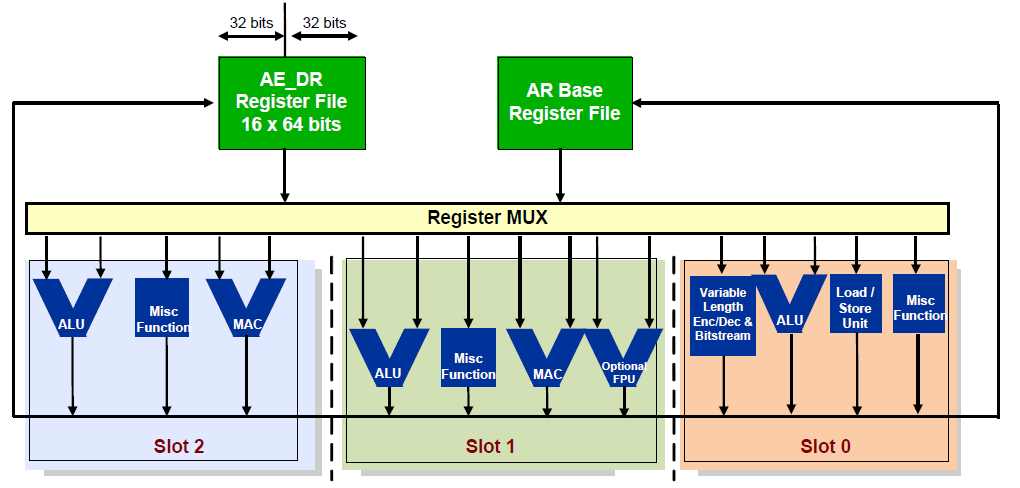 32 bits 32 bits
AE_DR
Register File
16 x 64 bits
AR Base
Register File
Register MUX
ALU
Misc
Function
MAC
ALU
Misc
Function
MAC
Optional
FPU
Variable
Length
Enc/Dec &
Bitstream
ALU
Load /
Store
Unit
Misc
Function
Slot 2
Slot 1
Slot 0